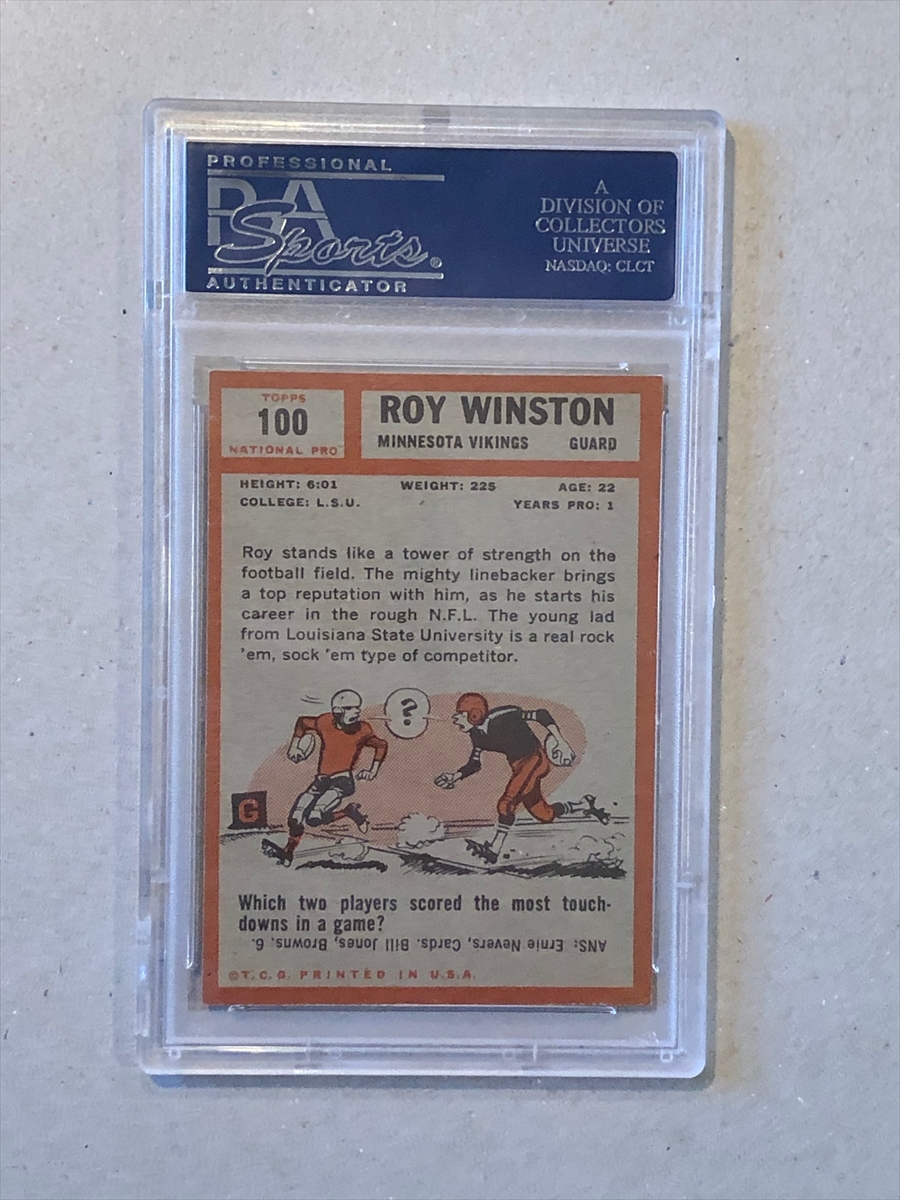 PROFESSIONAL
PSA
Sports®
AUTHENTICATOR
A
DIVISION OF
COLLECTORS
UNIVERSE
NASDAQ: CLCT
TOPPS
100
NATIONAL PRO
ROY WINSTON
MINNESOTA VIKINGS GUARD
HEIGHT: 6:01 WEIGHT: 225 AGE: 22
COLLEGE: L.S.U. YEARS PRO: 1
Roy stands like a tower of strength on the
football field. The mighty linebacker brings
a top reputation with him, as he starts his
career in the rough N.F.L. The young lad
from Louisiana State University is a real rock
'em, sock 'em type of competitor.
?
G
Which two players scored the most touch-
downs in a game?
ANS: Ernie Nevers, Cards. Bill Jones, Browns. 6.
©T.C.G. PRINTED IN U.S.A.